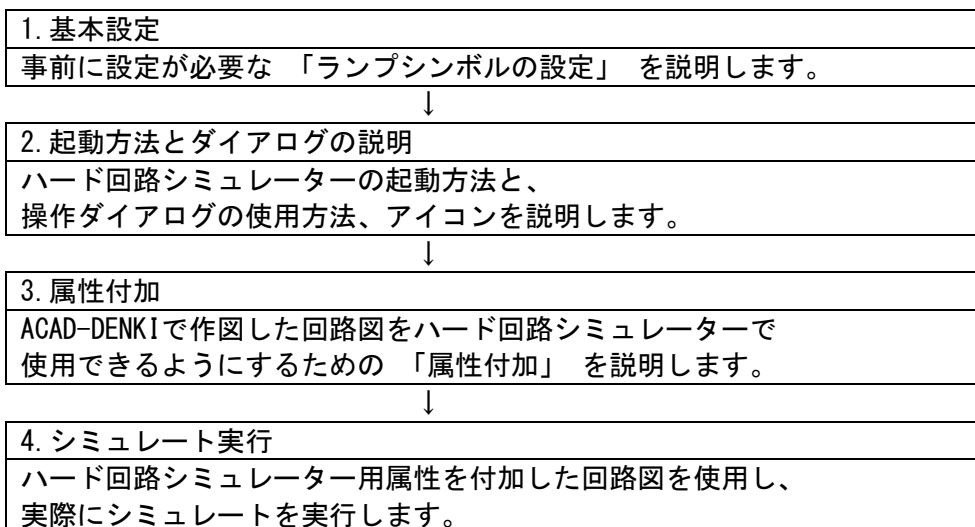 1.基本設定
事前に設定が必要な 「ランプシンボルの設定」 を説明します。
↓
2.起動方法とダイアログの説明
ハード回路シミュレーターの起動方法と、
操作ダイアログの使用方法、アイコンを説明します。
↓
3.属性付加
ACAD-DENKIで作図した回路図をハード回路シミュレーターで
使用できるようにするための 「属性付加」 を説明します。
↓
4.シミュレート実行
ハード回路シミュレーター用属性を付加した回路図を使用し、
実際にシミュレートを実行します。